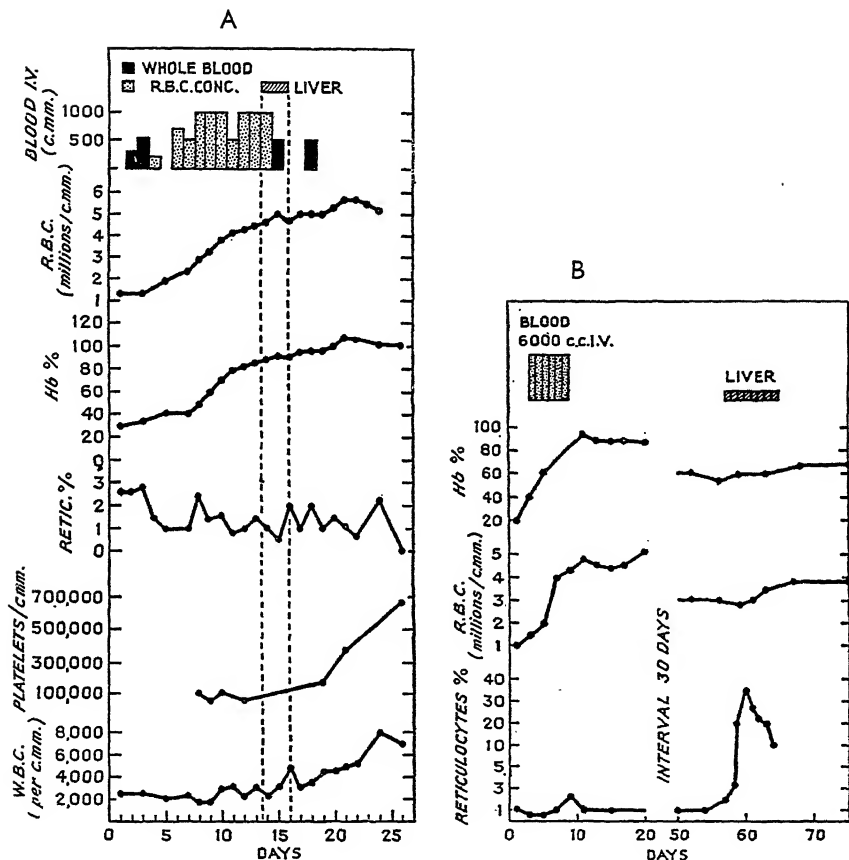 A
WHOLE BLOOD
R.B.C. CONC.
LIVER
BLOOD I.V.
(c.mm.)
1000
500
R.B.C.
(millions/c.mm.)
6
5
4
3
2
1
Hb %
120
100
80
60
40
20
0
RETIC. %
3
2
1
0
PLATELETS/c.mm.
700,000
500,000
300,000
100,000
W.B.C.
( per c.mm.)
8,000
6,000
4,000
2,000
0 5 10 15 20 25
DAYS
B
BLOOD
6000 c.c.I.V.
LIVER
Hb %
100
80
60
40
20
R.B.C.
(millions/c.mm.)
5
4
3
2
1
RETICULOCYTES %
40
30
20
10
5
3
1
INTERVAL 30 DAYS
0 10 20 50 60 70
DAYS